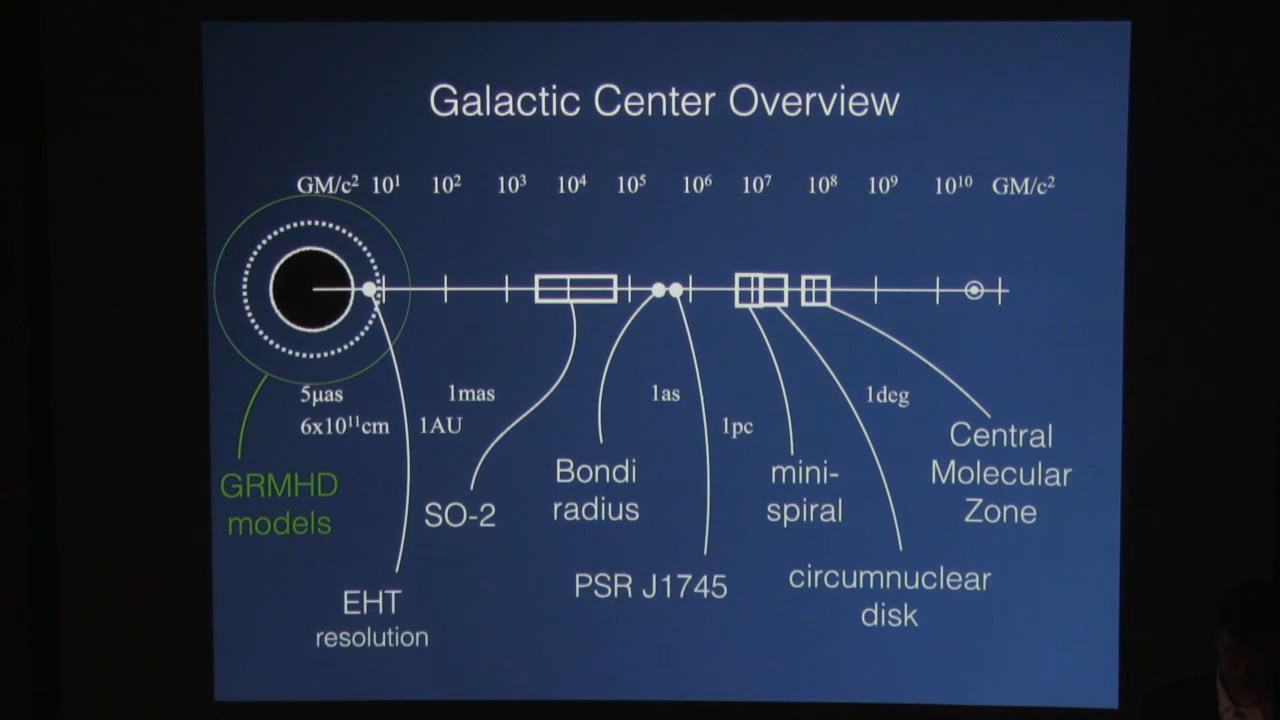 Galactic Center Overview
GM/c² 10¹ 10² 10³ 10⁴ 10⁵ 10⁶ 10⁷ 10⁸ 10⁹ 10¹⁰ GM/c²
5μas 1mas 1as 1deg
6x10¹¹cm 1AU 1pc
GRMHD
models
EHT
resolution
SO-2
Bondi
radius
PSR J1745
mini-
spiral
circumnuclear
disk
Central
Molecular
Zone